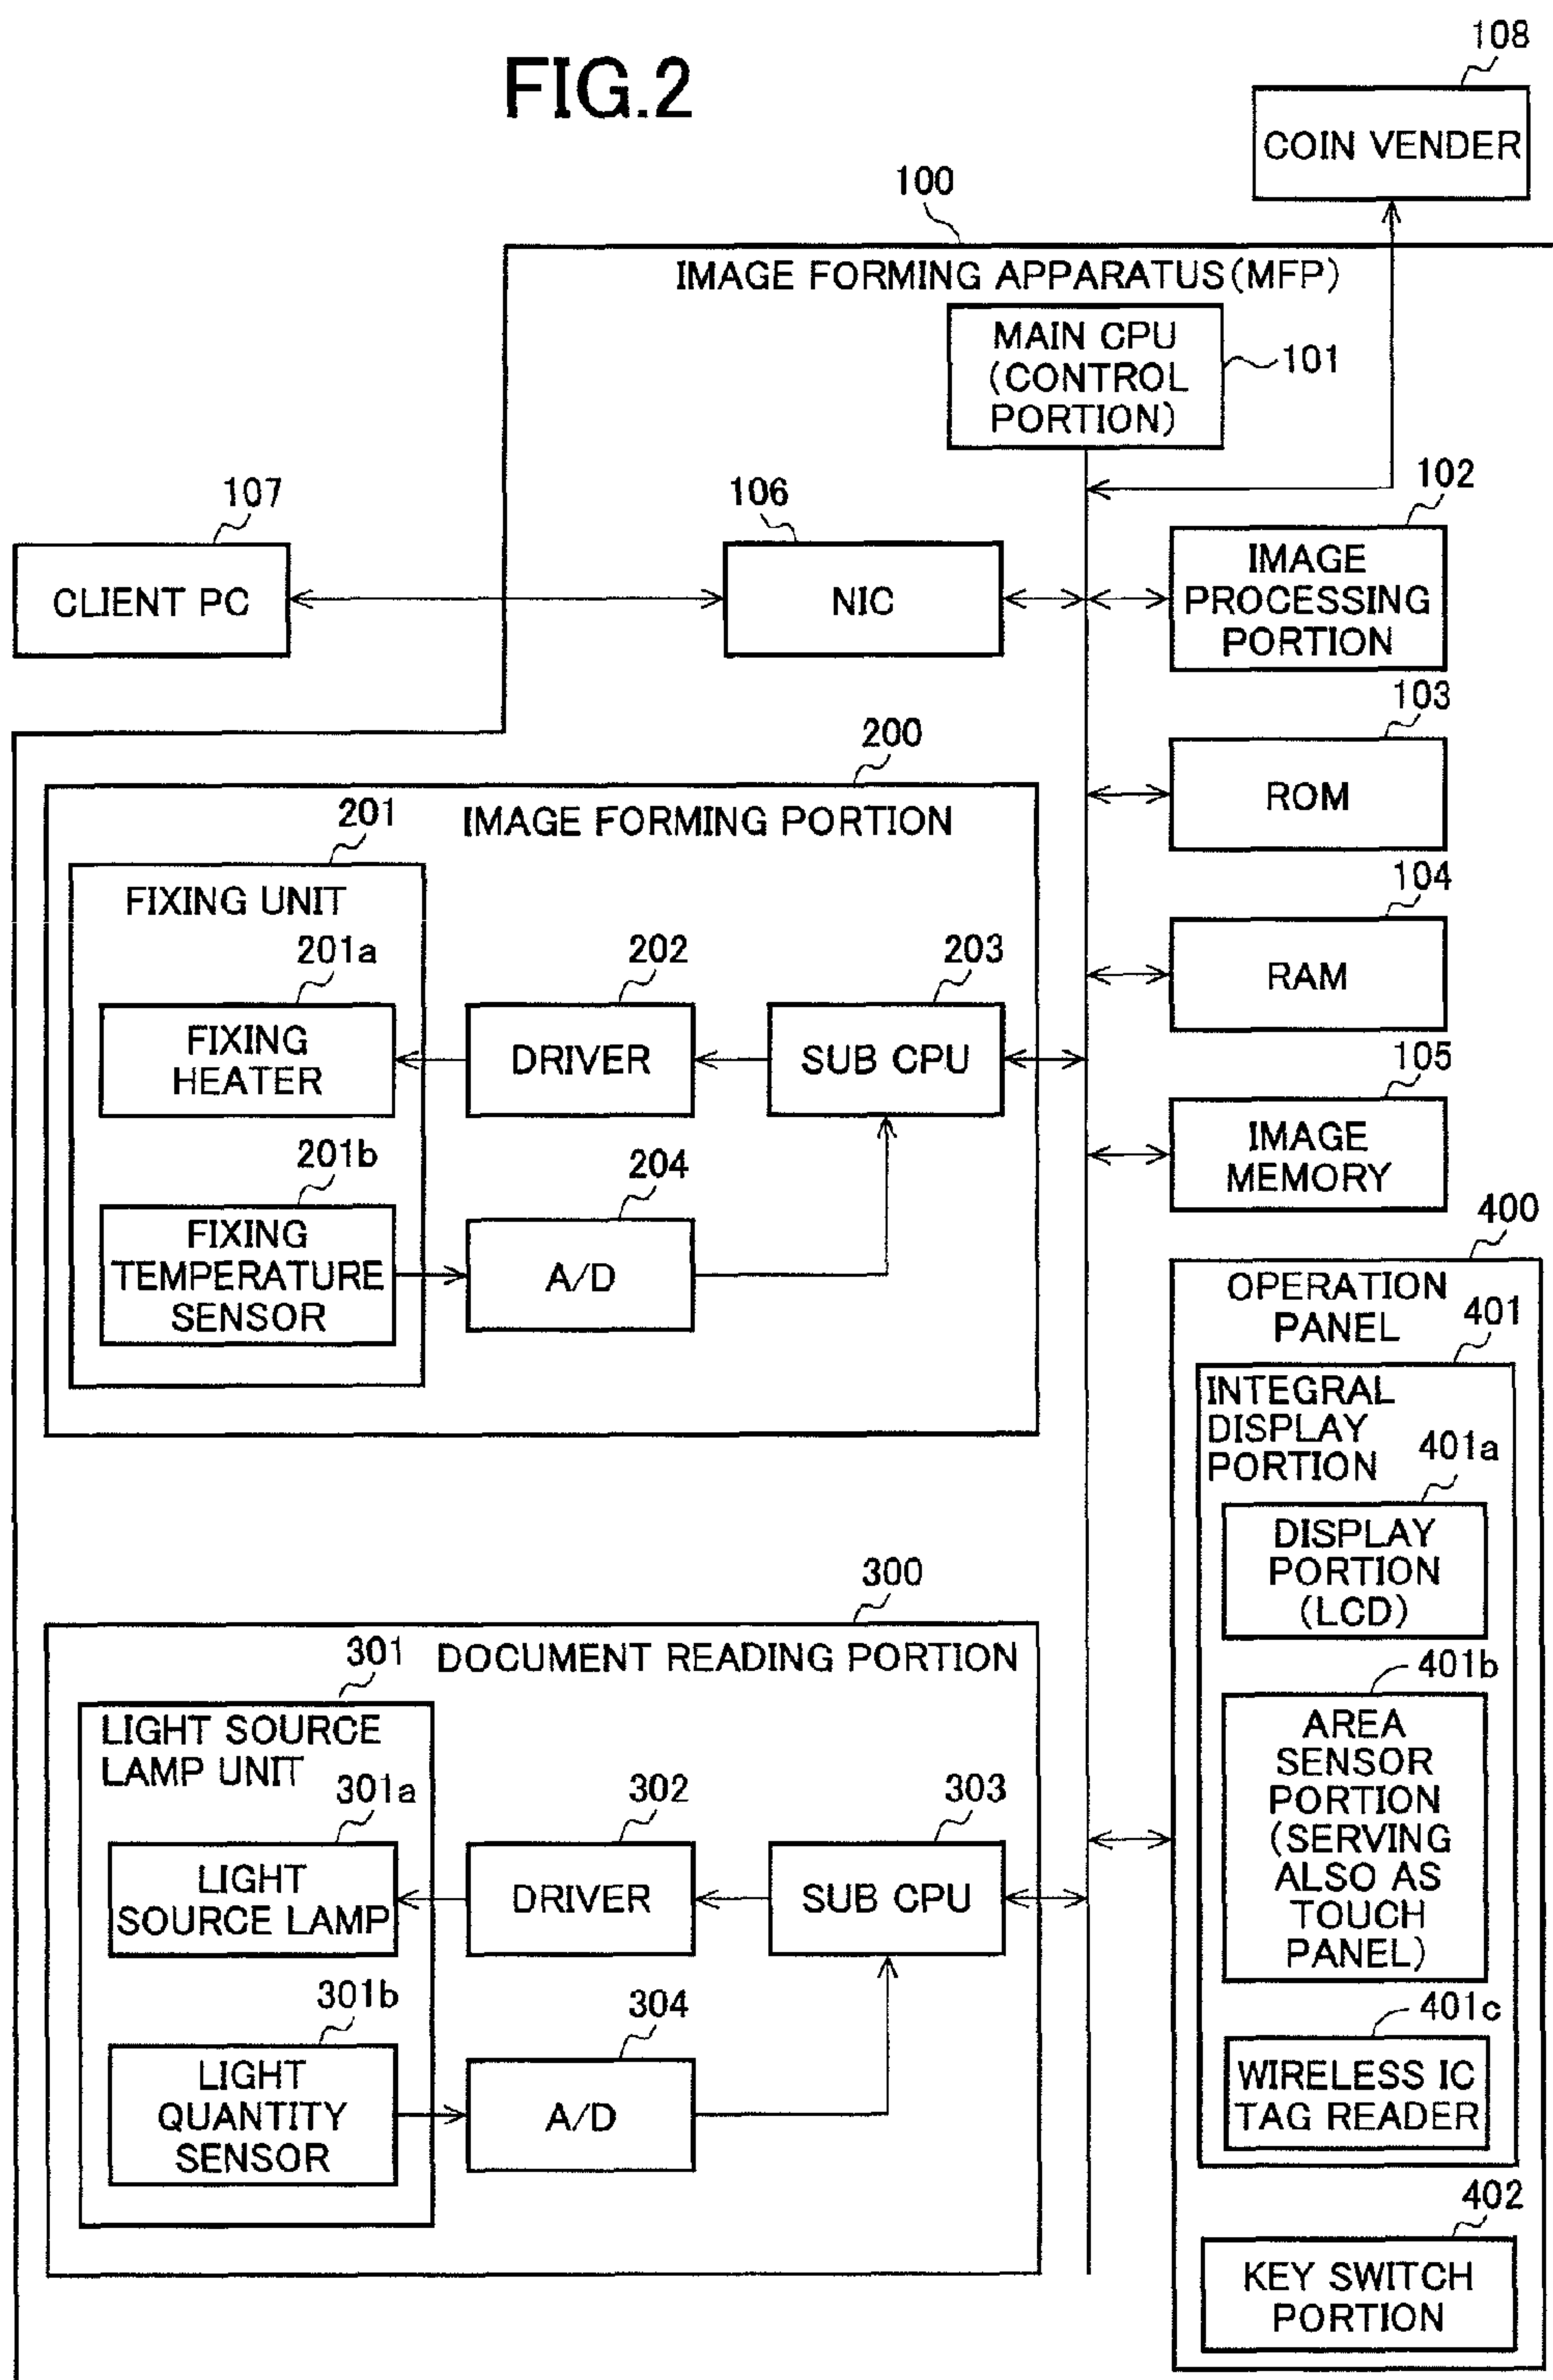 FIG.2
108
COIN VENDER
100
IMAGE FORMING APPARATUS(MFP)
MAIN CPU
(CONTROL
PORTION)
101
107
CLIENT PC
106
NIC
102
IMAGE
PROCESSING
PORTION
103
ROM
104
RAM
105
IMAGE
MEMORY
200
IMAGE FORMING PORTION
201
FIXING UNIT
201a
FIXING
HEATER
202
DRIVER
203
SUB CPU
201b
FIXING
TEMPERATURE
SENSOR
204
A/D
300
DOCUMENT READING PORTION
301
LIGHT SOURCE
LAMP UNIT
301a
LIGHT
SOURCE LAMP
302
DRIVER
303
SUB CPU
301b
LIGHT
QUANTITY
SENSOR
304
A/D
400
OPERATION
PANEL
401
INTEGRAL
DISPLAY
PORTION
401a
DISPLAY
PORTION
(LCD)
401b
AREA
SENSOR
PORTION
(SERVING
ALSO AS
TOUCH
PANEL)
401c
WIRELESS IC
TAG READER
402
KEY SWITCH
PORTION